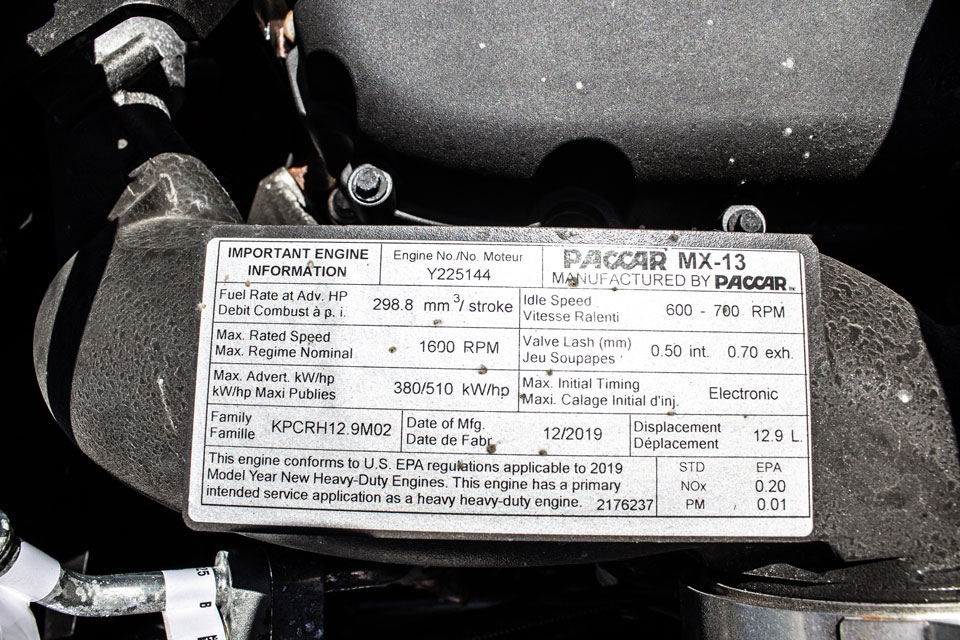 IMPORTANT ENGINE
INFORMATION
Engine No./No. Moteur
Y225144
PACCAR MX-13
MANUFACTURED BY PACCAR
Fuel Rate at Adv. HP
Debit Combust à p. i.
298.8 mm³/ stroke
Idle Speed
Vitesse Ralenti
600 - 700 RPM
Max. Rated Speed
Max. Regime Nominal
1600 RPM
Valve Lash (mm)
Jeu Soupapes
0.50 int. 0.70 exh.
Max. Advert. kW/hp
kW/hp Maxi Publies
380/510 kW/hp
Max. Initial Timing
Maxi. Calage Initial d'inj.
Electronic
Family
Famille
KPCRH12.9M02
Date of Mfg.
Date de Fabr.
12/2019
Displacement
Déplacement
12.9 L.
This engine conforms to U.S. EPA regulations applicable to 2019
Model Year New Heavy-Duty Engines. This engine has a primary
intended service application as a heavy heavy-duty engine. 2176237
STD EPA
NOx 0.20
PM 0.01
B